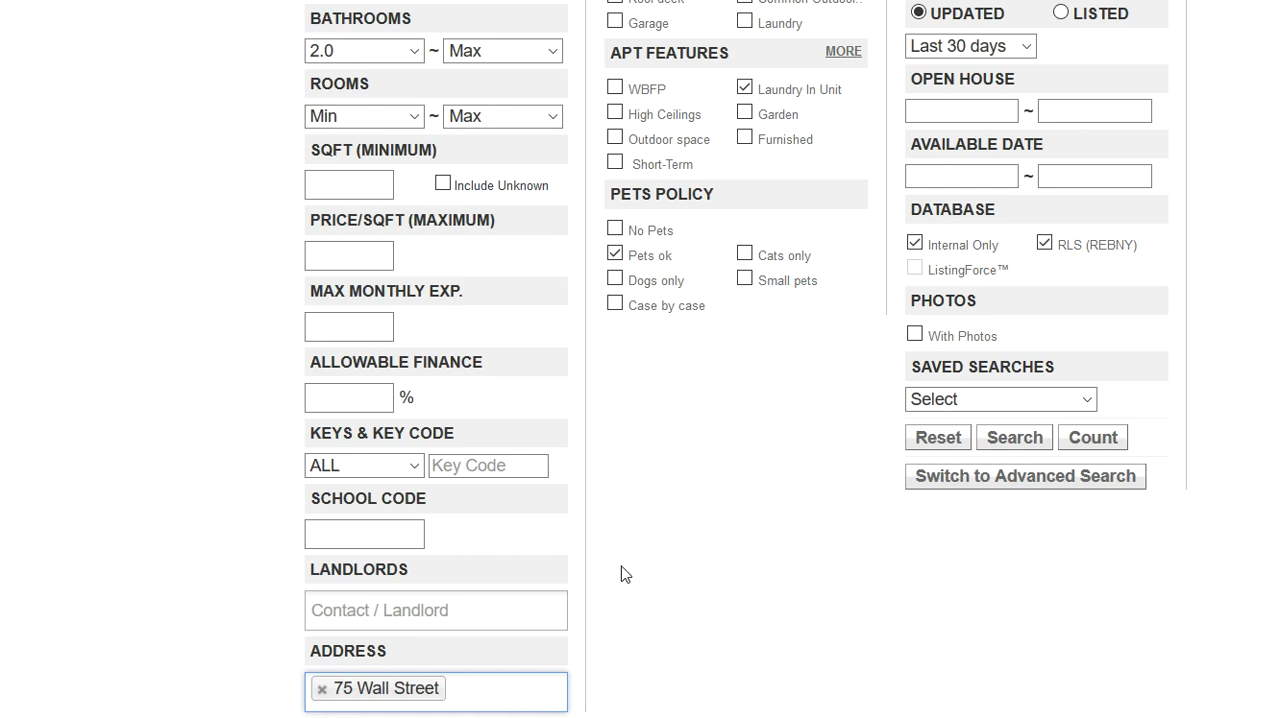 BATHROOMS
2.0 ~ Max
ROOMS
Min ~ Max
SQFT (MINIMUM)
Include Unknown
PRICE/SQFT (MAXIMUM)
MAX MONTHLY EXP.
ALLOWABLE FINANCE
%
KEYS & KEY CODE
ALL Key Code
SCHOOL CODE
LANDLORDS
Contact / Landlord
ADDRESS
× 75 Wall Street
Garage Laundry
APT FEATURES MORE
WBFP Laundry In Unit
High Ceilings Garden
Outdoor space Furnished
Short-Term
PETS POLICY
No Pets
Pets ok Cats only
Dogs only Small pets
Case by case
UPDATED LISTED
Last 30 days
OPEN HOUSE
~
AVAILABLE DATE
~
DATABASE
Internal Only RLS (REBNY)
ListingForce™
PHOTOS
With Photos
SAVED SEARCHES
Select
Reset Search Count
Switch to Advanced Search